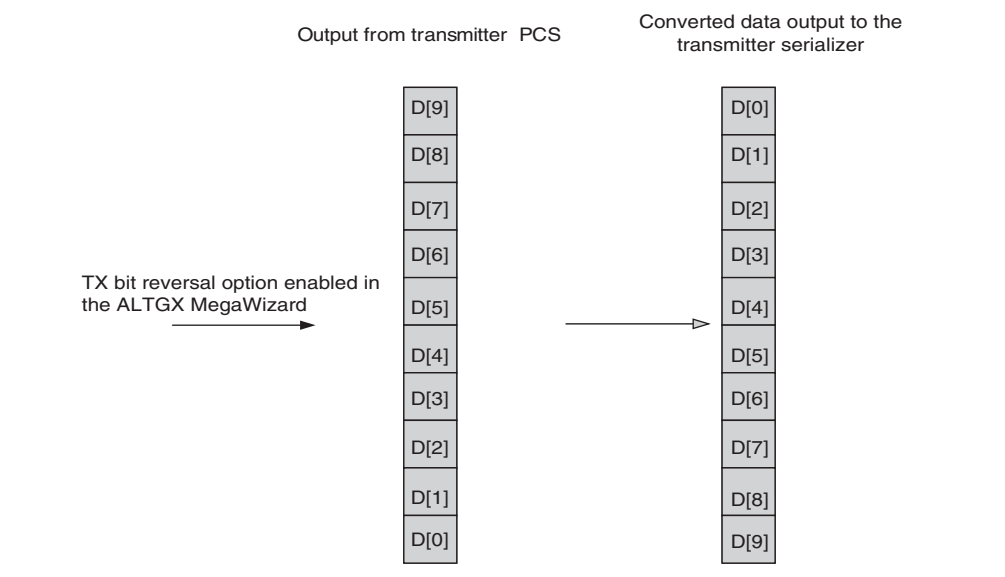 Output from transmitter PCS
Converted data output to the
transmitter serializer
TX bit reversal option enabled in
the ALTGX MegaWizard
D[9]
D[8]
D[7]
D[6]
D[5]
D[4]
D[3]
D[2]
D[1]
D[0]
D[0]
D[1]
D[2]
D[3]
D[4]
D[5]
D[6]
D[7]
D[8]
D[9]